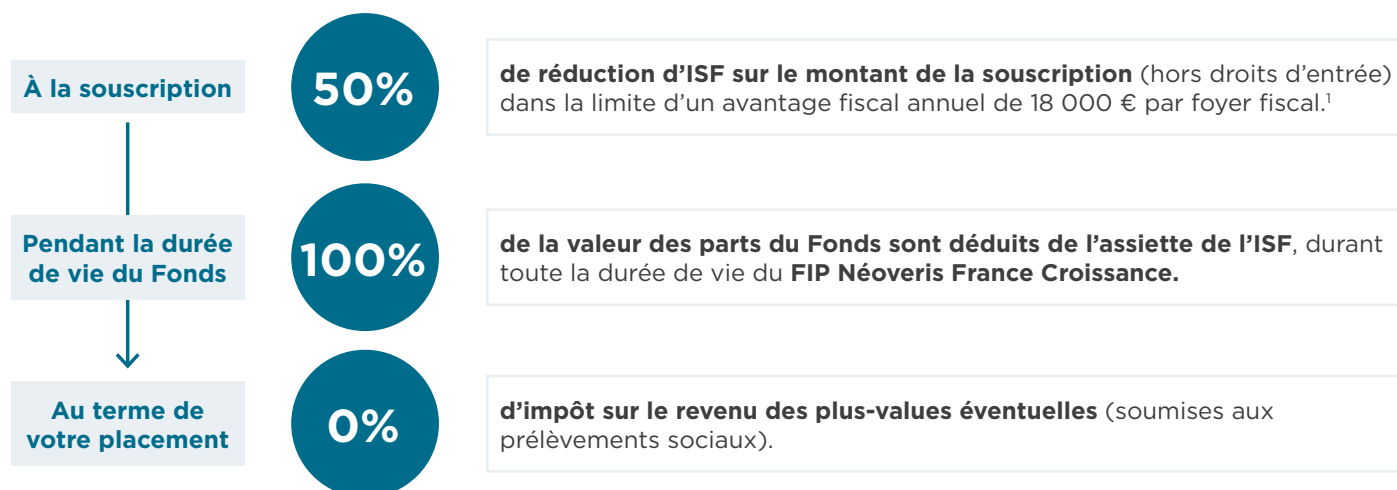 À la souscription
50%
de réduction d’ISF sur le montant de la souscription (hors droits d’entrée)
dans la limite d’un avantage fiscal annuel de 18 000 € par foyer fiscal.¹
Pendant la durée
de vie du Fonds
100%
de la valeur des parts du Fonds sont déduits de l’assiette de l’ISF, durant
toute la durée de vie du FIP Néoveris France Croissance.
Au terme de
votre placement
0%
d’impôt sur le revenu des plus-values éventuelles (soumises aux
prélèvements sociaux).